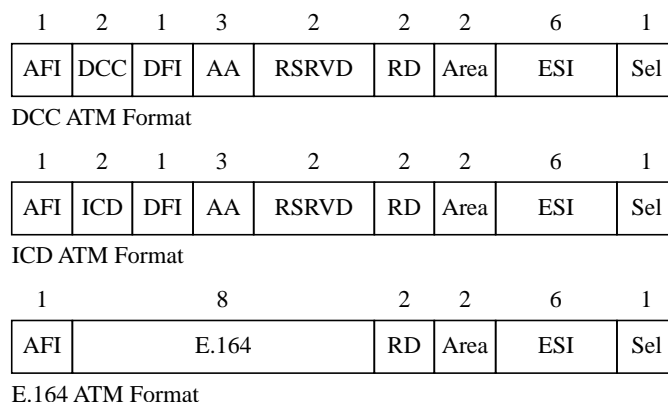 1 2 1 3 2 2 2 6 1
AFI DCC DFI AA RSRVD RD Area ESI Sel
DCC ATM Format
1 2 1 3 2 2 2 6 1
AFI ICD DFI AA RSRVD RD Area ESI Sel
ICD ATM Format
1 8 2 2 6 1
AFI E.164 RD Area ESI Sel
E.164 ATM Format